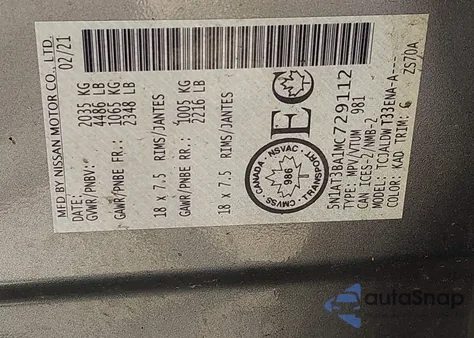 MFD BY NISSAN MOTOR CO., LTD.
DATE: 02/21
GVWR/PNBV: 2035 KG
4486 LB
GAWR/PNBE FR.: 1065 KG
2348 LB
18 x 7.5 RIMS/JANTES
GAWR/PNBE RR.: 1005 KG
2216 LB
18 x 7.5 RIMS/JANTES
EC
CMVSS · CANADA · NSVAC · TRANSPORT
986
5N1AT3BA1MC729112
TYPE: MPV/VTUM 981
CAN ICES-2/NMB-2
MODEL: TCJALDWT33ENA-A---
COLOR: KAD TRIM: G ZS70A
autoSnap